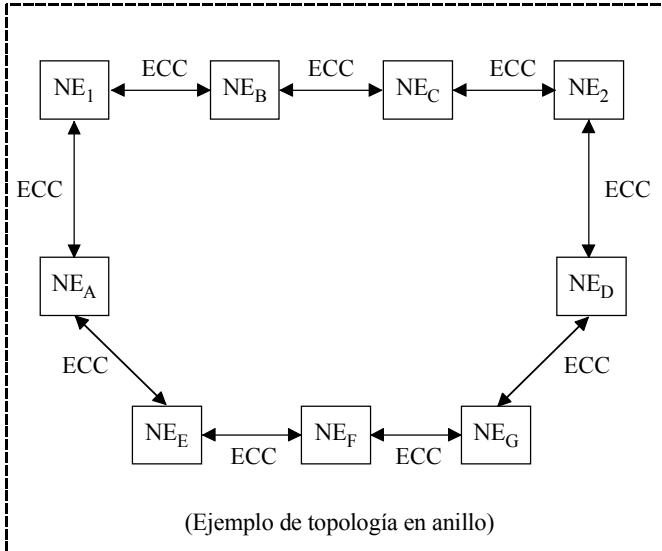 ECC ECC ECC
NE1 NEB NEC NE2
ECC ECC
NEA NED
ECC ECC
NEE NEF NEG
ECC ECC
(Ejemplo de topología en anillo)